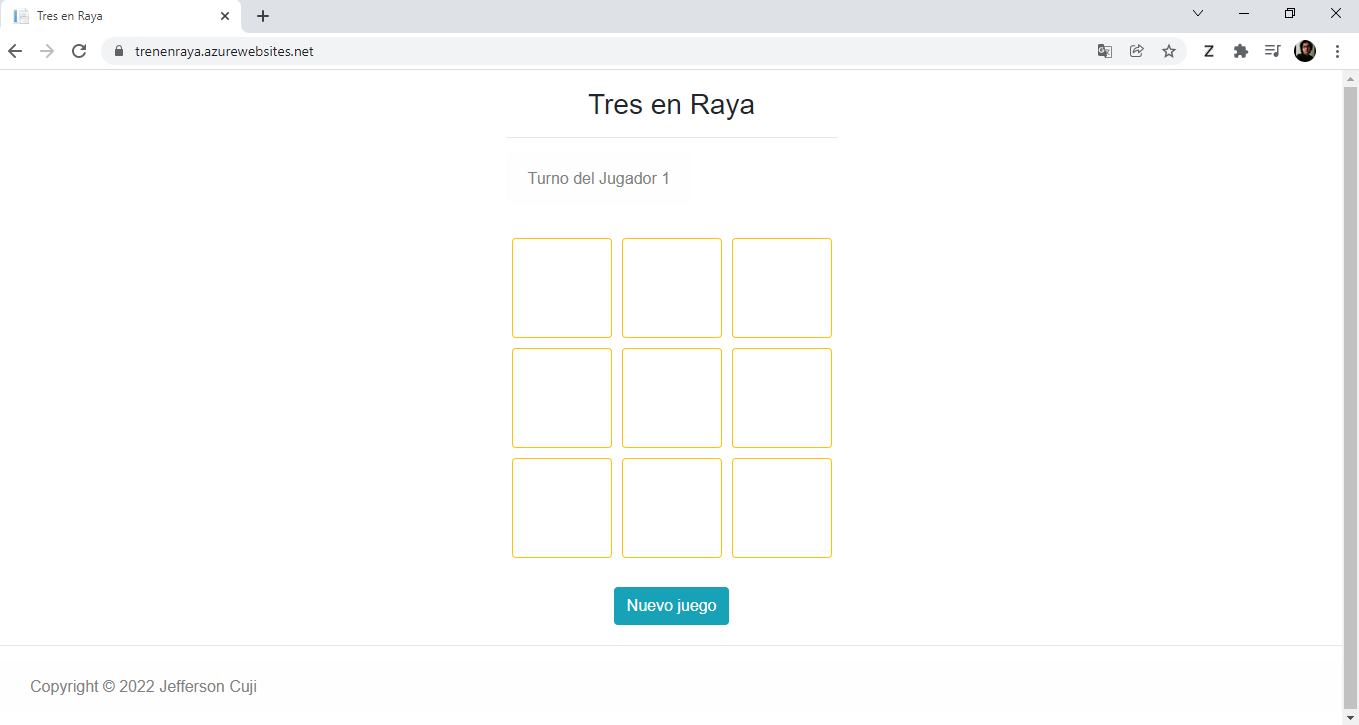 Tres en Raya
trenenraya.azurewebsites.net
Z
Tres en Raya
Turno del Jugador 1
Nuevo juego
Copyright © 2022 Jefferson Cuji